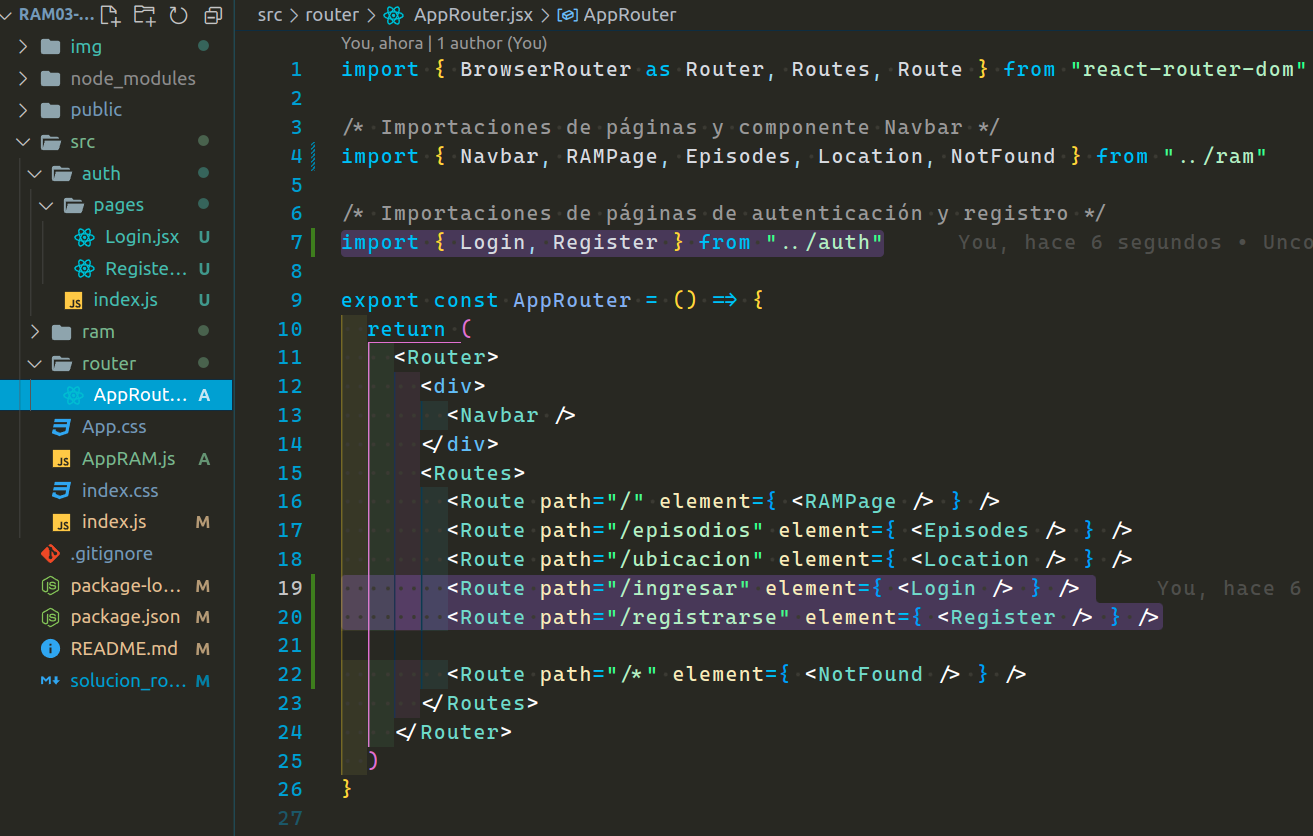 RAM03-...
img
node_modules
public
src
auth
pages
Login.jsx U
Registe... U
index.js U
ram
router
AppRout... A
App.css
AppRAM.js A
index.css
index.js M
.gitignore
package-lo... M
package.json M
README.md M
solucion_ro... M
src > router > AppRouter.jsx > AppRouter
You, ahora | 1 author (You)
1 import { BrowserRouter as Router, Routes, Route } from "react-router-dom"
2
3 /* Importaciones de páginas y componente Navbar */
4 import { Navbar, RAMPage, Episodes, Location, NotFound } from "../ram"
5
6 /* Importaciones de páginas de autenticación y registro */
7 import { Login, Register } from "../auth" You, hace 6 segundos • Unco
8
9 export const AppRouter = () => {
10 return (
11 <Router>
12 <div>
13 <Navbar />
14 </div>
15 <Routes>
16 <Route path="/" element={ <RAMPage /> } />
17 <Route path="/episodios" element={ <Episodes /> } />
18 <Route path="/ubicacion" element={ <Location /> } />
19 <Route path="/ingresar" element={ <Login /> } /> You, hace 6
20 <Route path="/registrarse" element={ <Register /> } />
21
22 <Route path="/*" element={ <NotFound /> } />
23 </Routes>
24 </Router>
25 )
26 }
27